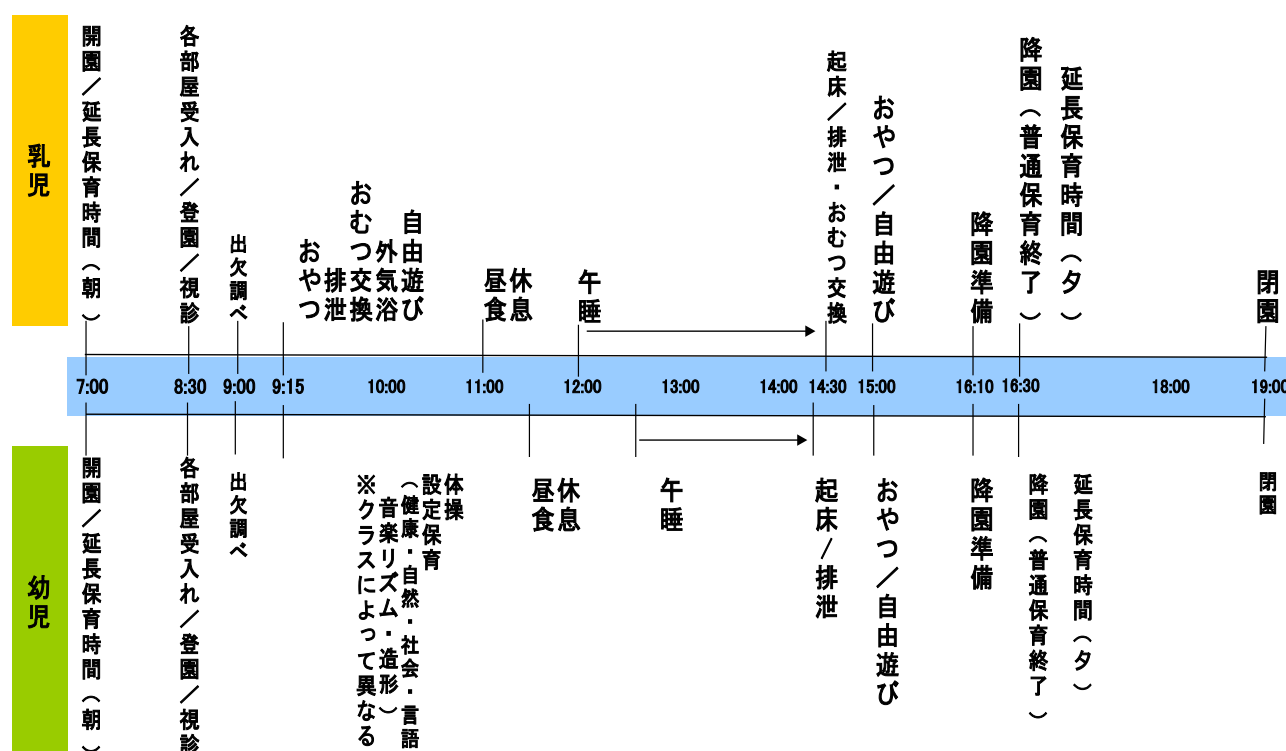 乳児
開園／延長保育時間（朝）
各部屋受入れ／登園／視診
出欠調べ
おやつ
排泄
おむつ交換
外気浴
自由遊び
昼食
休息
午睡
起床／排泄・おむつ交換
おやつ／自由遊び
降園準備
降園（普通保育終了）
延長保育時間（夕）
閉園
7:00 8:30 9:00 9:15 10:00 11:00 12:00 13:00 14:00 14:30 15:00 16:10 16:30 18:00 19:00
幼児
開園／延長保育時間（朝）
各部屋受入れ／登園／視診
出欠調べ
体操
設定保育
（健康・自然・社会・言語
音楽リズム・造形）
※クラスによって異なる
昼食
休息
午睡
起床/排泄
おやつ／自由遊び
降園準備
降園（普通保育終了）
延長保育時間（夕）
閉園